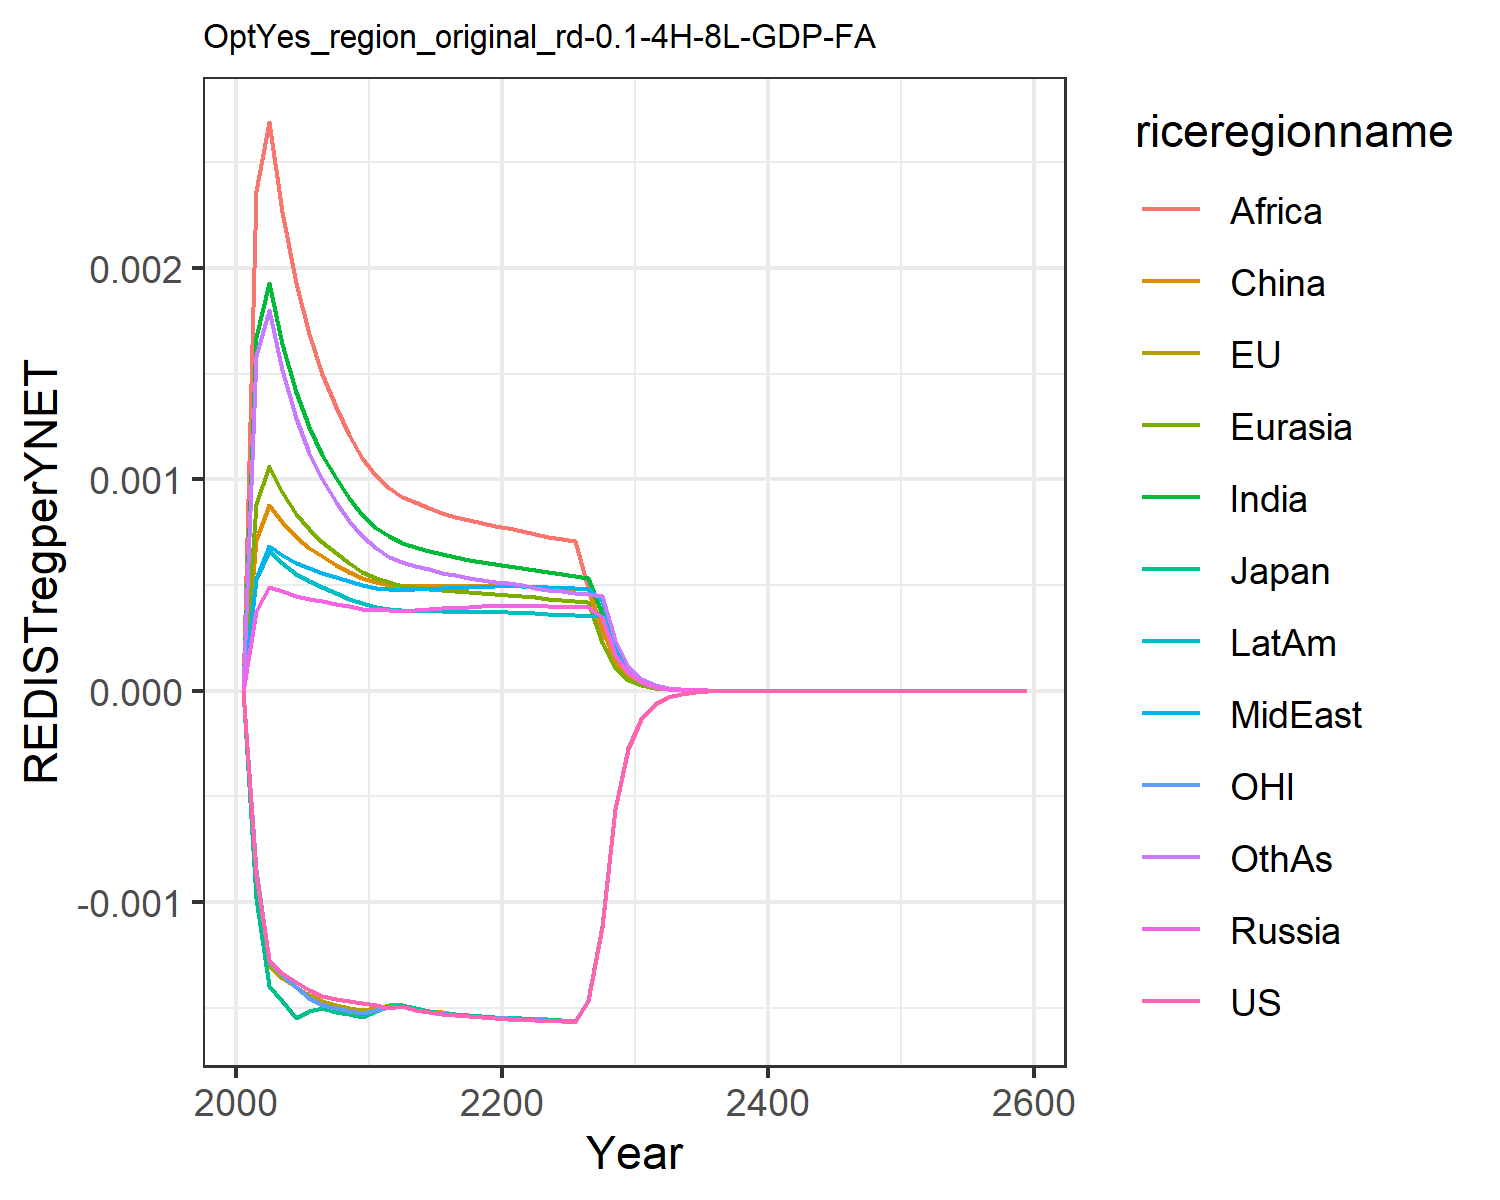 OptYes_region_original_rd-0.1-4H-8L-GDP-FA
REDISTregperYNET
0.002
0.001
0.000
-0.001
2000 2200 2400 2600
Year
riceregionname
Africa
China
EU
Eurasia
India
Japan
LatAm
MidEast
OHI
OthAs
Russia
US